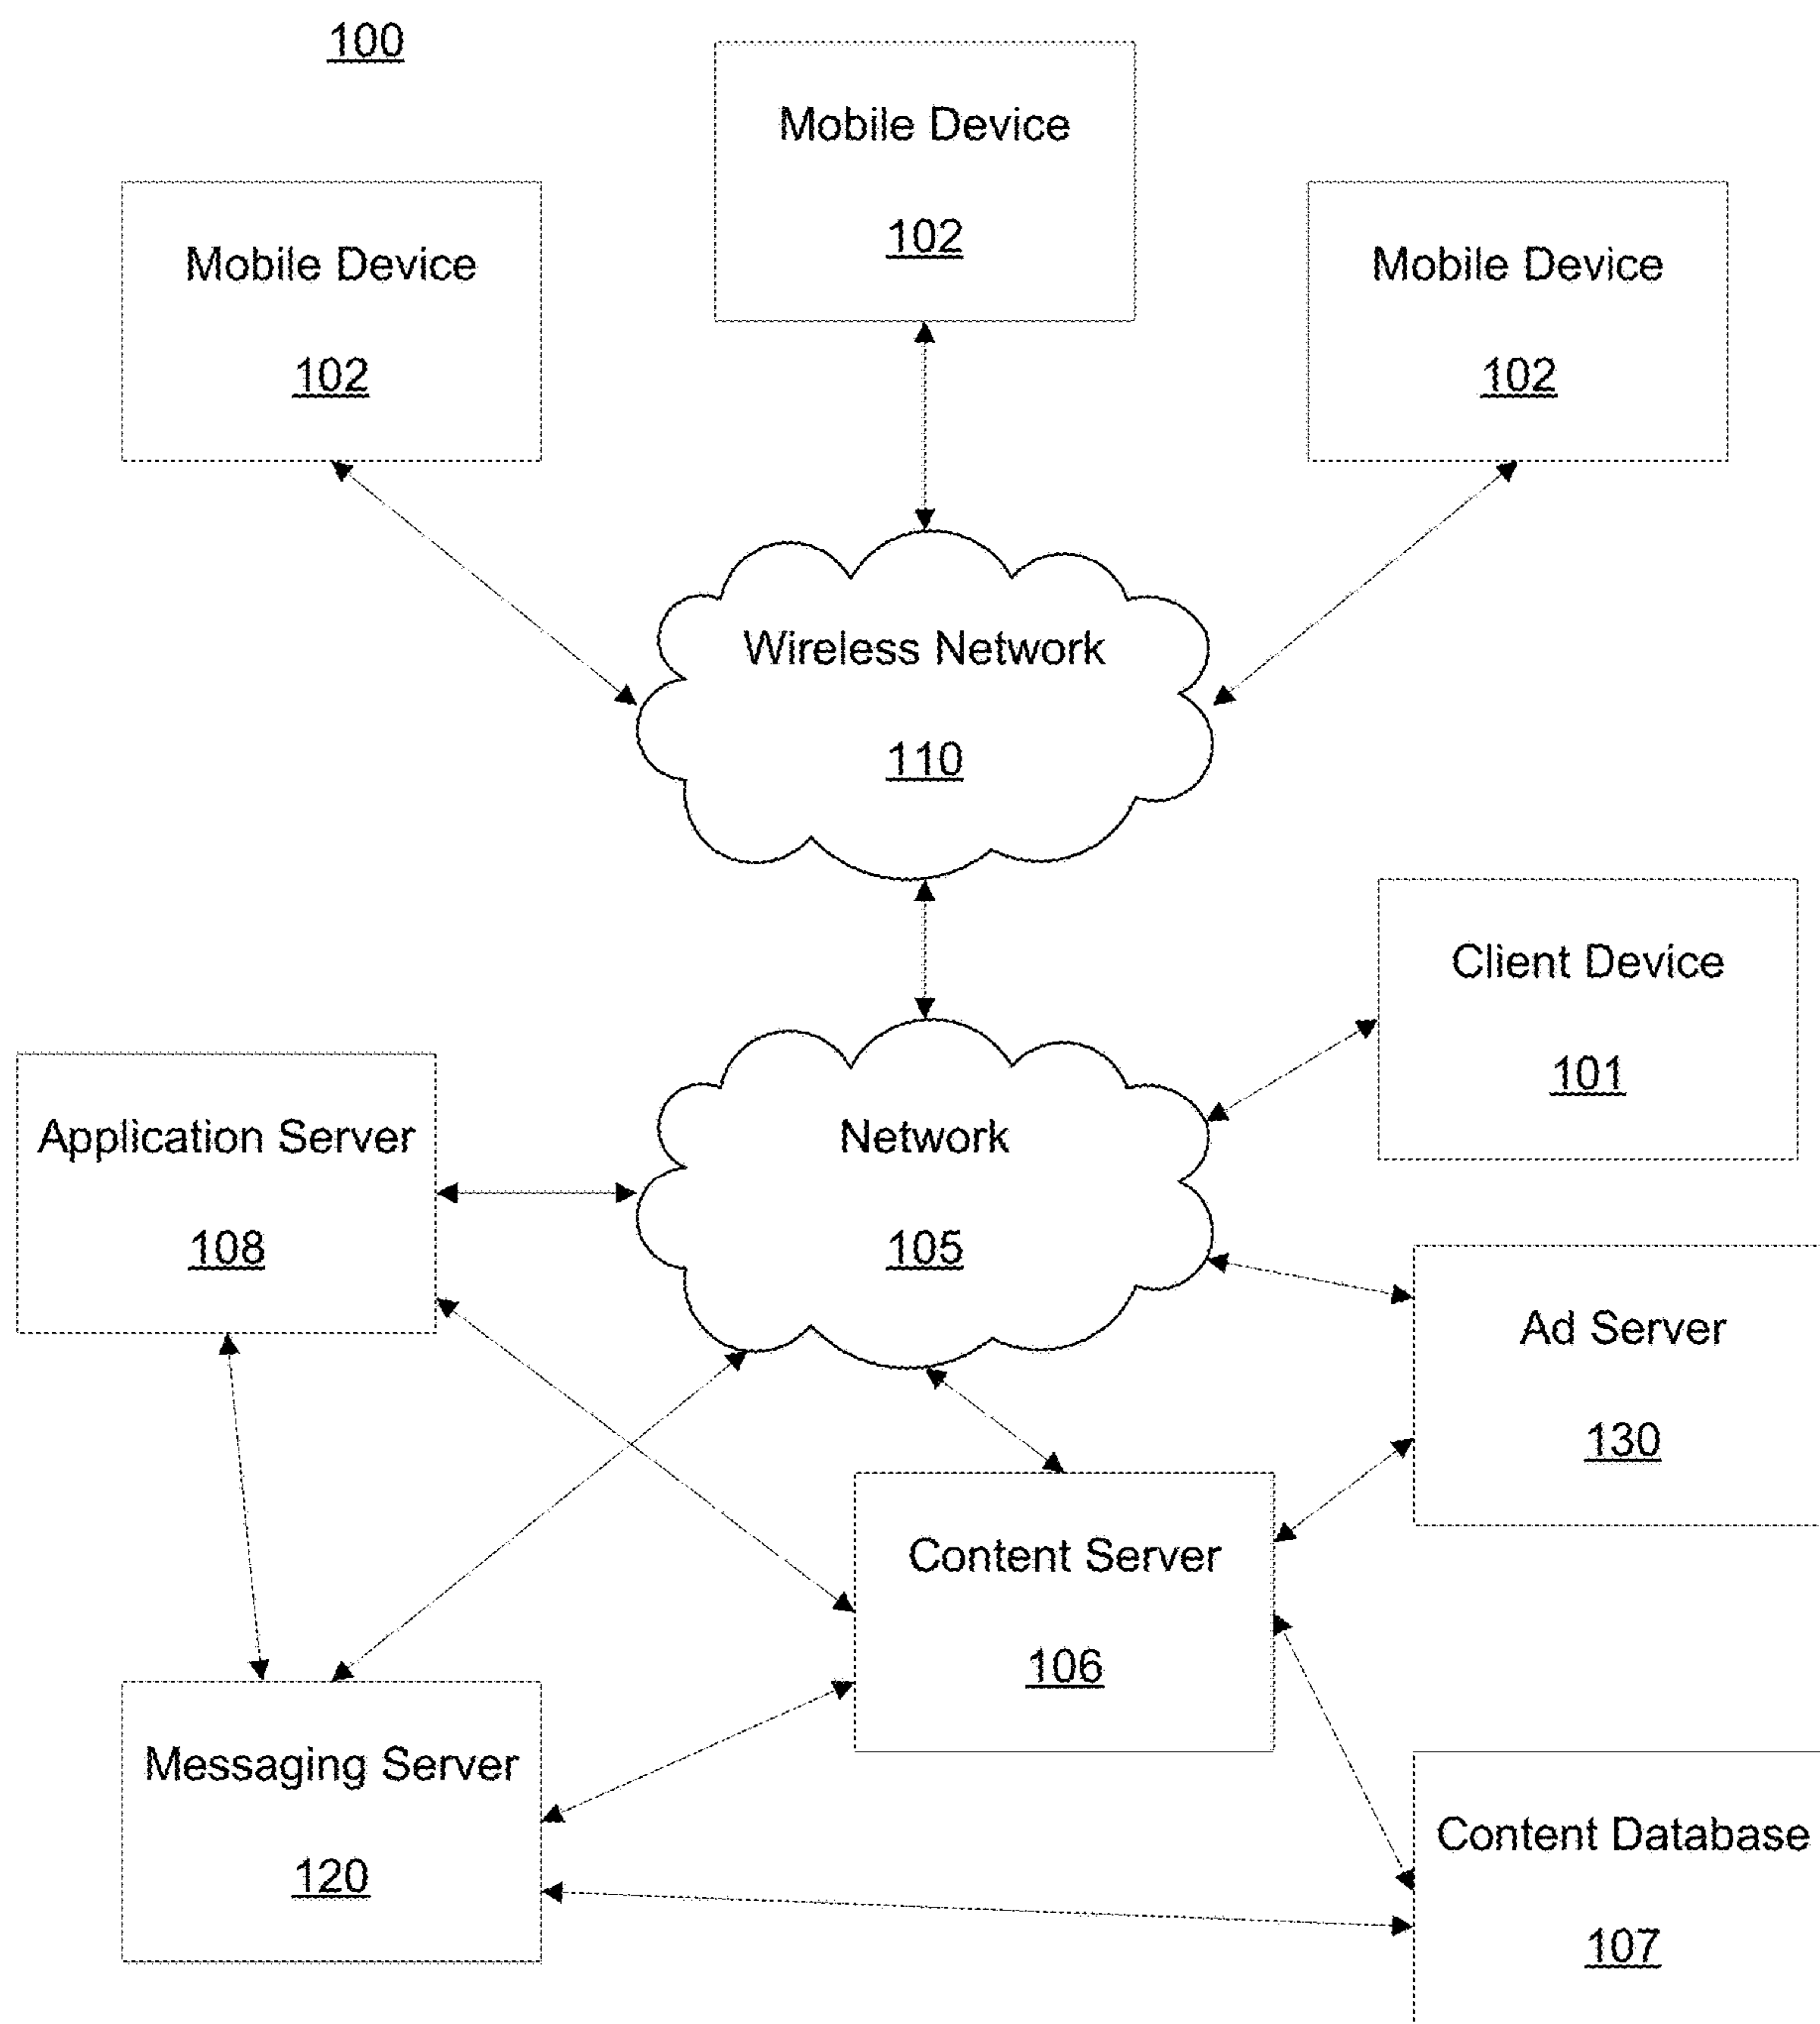 100
Mobile Device
102
Mobile Device
102
Mobile Device
102
Wireless Network
110
Client Device
101
Application Server
108
Network
105
Ad Server
130
Content Server
106
Messaging Server
120
Content Database
107